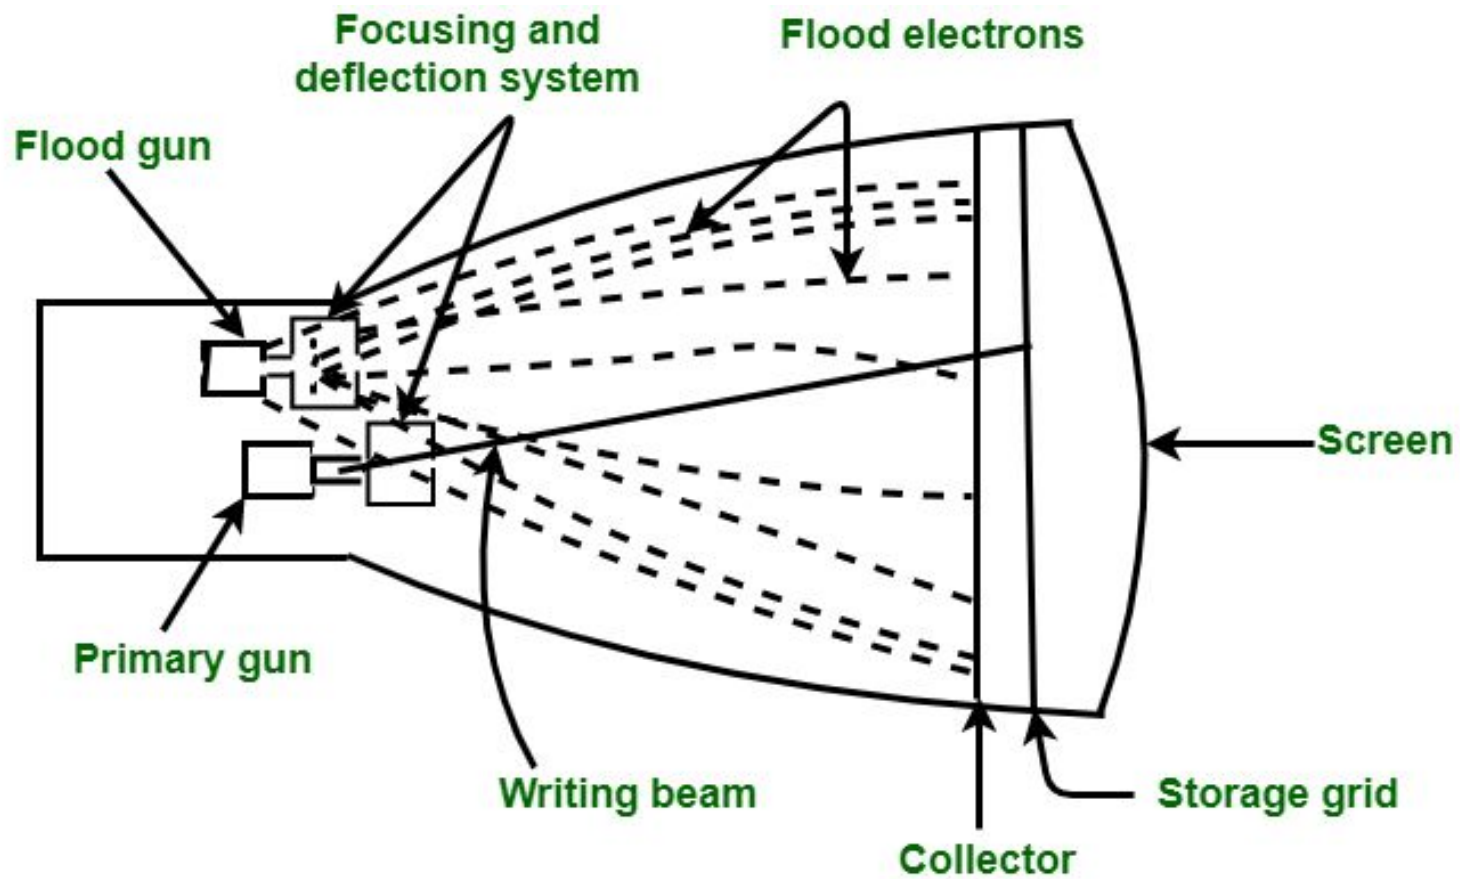 Focusing and
deflection system
Flood electrons
Flood gun
Screen
Primary gun
Writing beam
Storage grid
Collector